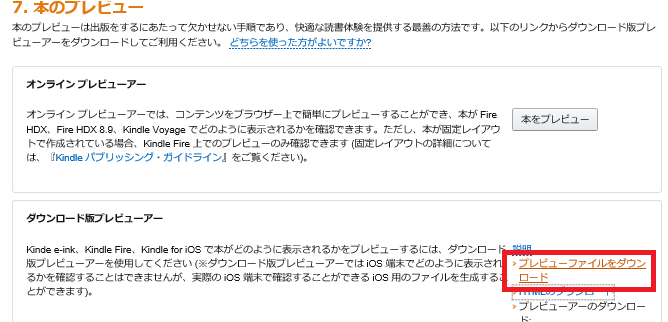 7. 本のプレビュー
本のプレビューは出版をするにあたって欠かせない手順であり、快適な読書体験を提供する最善の方法です。以下のリンクからダウンロード版プレ
ビューアーをダウンロードしてご利用ください。 どちらを使った方がよいですか?
オンライン プレビューアー
オンライン プレビューアーでは、コンテンツをブラウザー上で簡単にプレビューすることができ、本が Fire
HDX、Fire HDX 8.9、Kindle Voyage でどのように表示されるかを確認できます。ただし、本が固定レイアウ
トで作成されている場合、Kindle Fire 上でのプレビューのみ確認できます (固定レイアウトの詳細について
は、『Kindle パブリッシング・ガイドライン』をご覧ください)。
本をプレビュー
ダウンロード版プレビューアー
Kinde e-ink、Kindle Fire、Kindle for iOS で本がどのように表示されるかをプレビューするには、ダウンロード
版プレビューアーを使用してください (※ダウンロード版プレビューアーでは iOS 端末でどのように表示され
るかを確認することはできませんが、実際の iOS 端末で確認することができる iOS 用のファイルを生成するこ
とができます)。
説明
› プレビューファイルをダウン
ロード
› HTMLのダウンロード
› プレビューアーのダウンロー
ド: